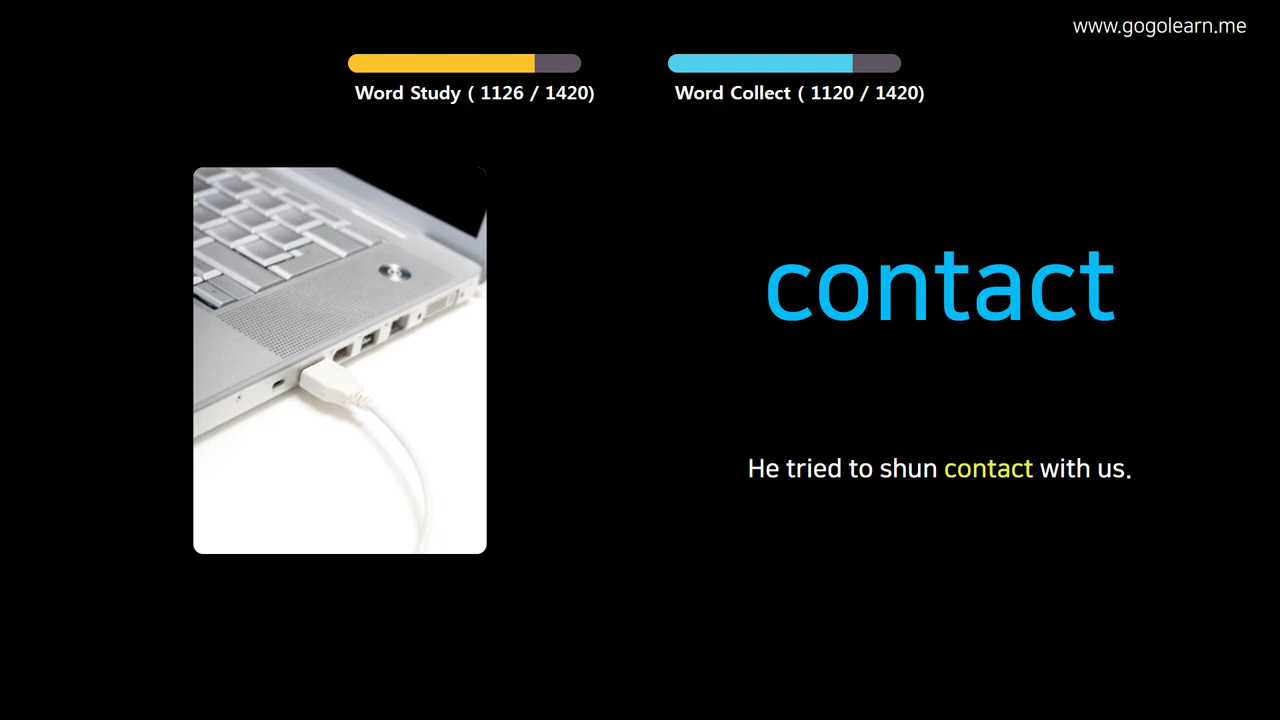 www.gogolearn.me
Word Study ( 1126 / 1420)
Word Collect ( 1120 / 1420)
contact
He tried to shun contact with us.